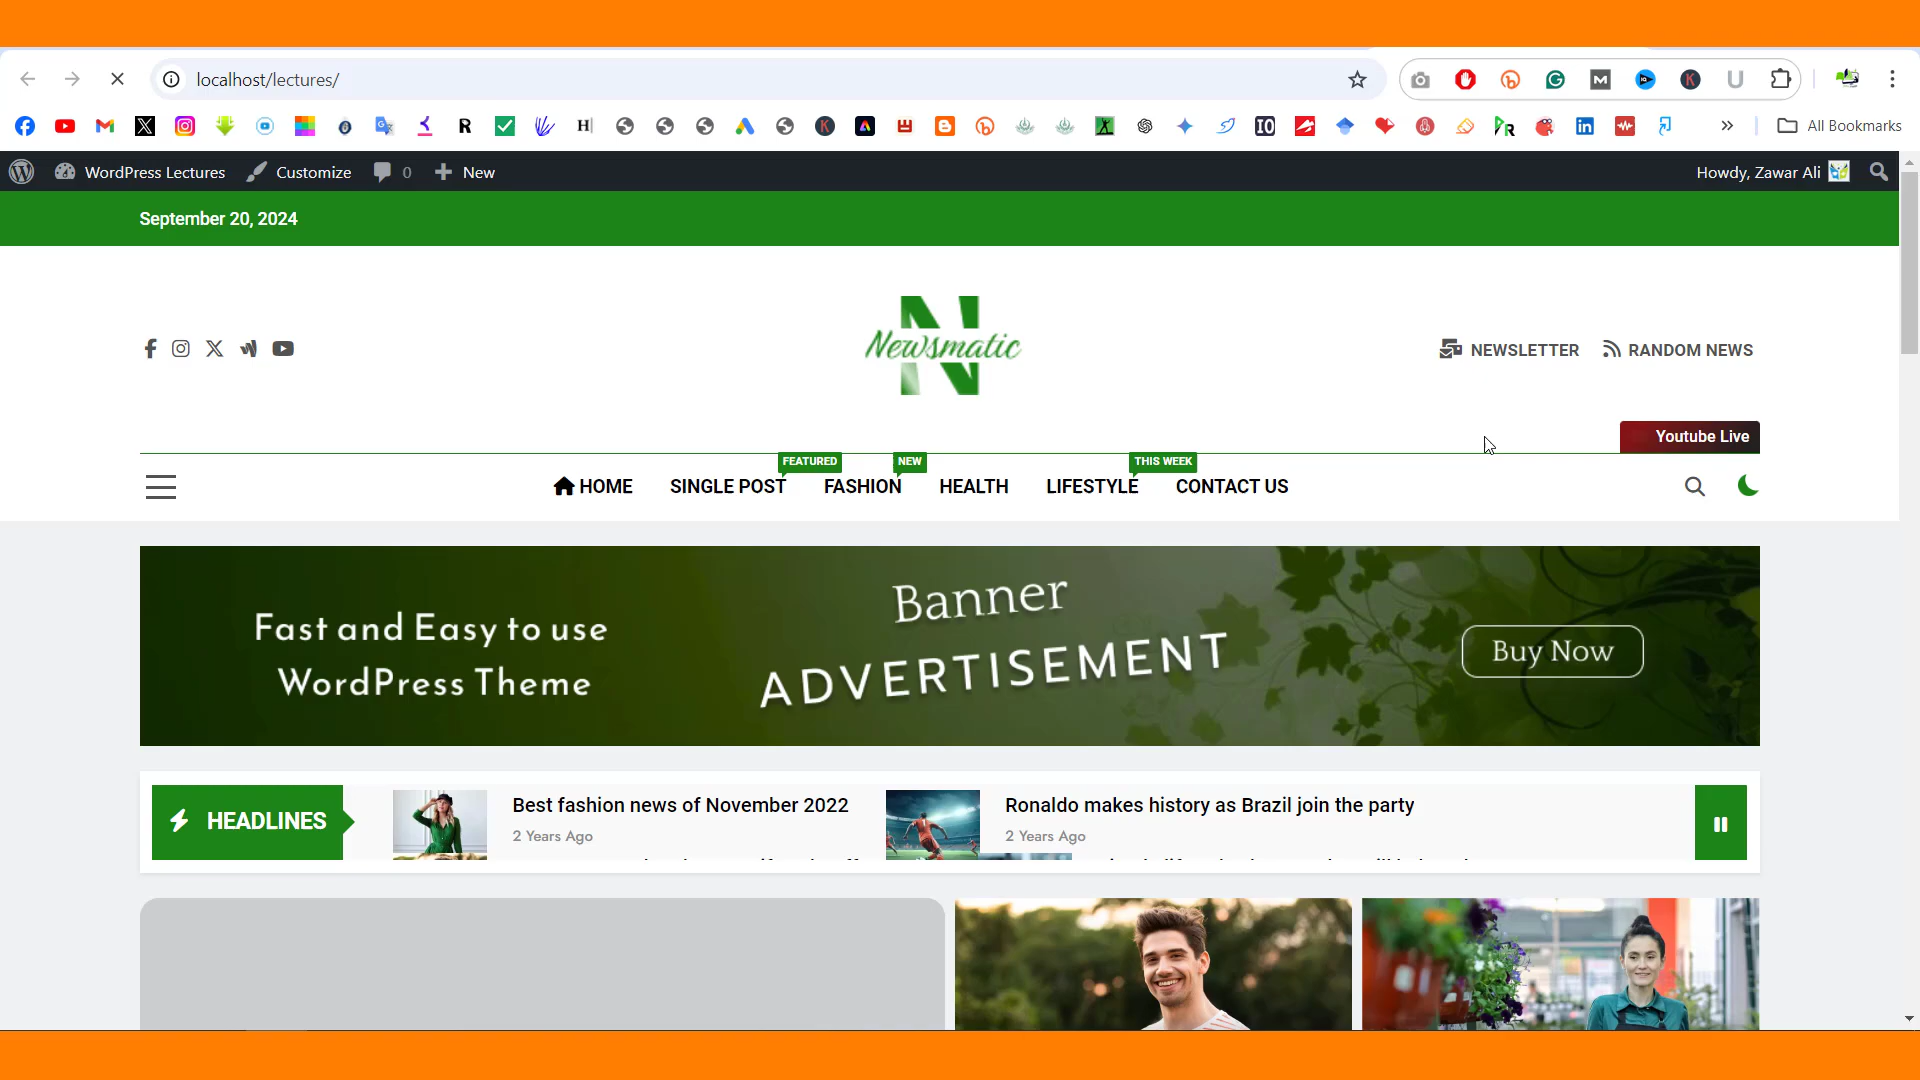 localhost/lectures/
All Bookmarks
WordPress Lectures Customize 0 New
Howdy, Zawar Ali
September 20, 2024
Newsmatic
NEWSLETTER RANDOM NEWS
Youtube Live
FEATURED NEW THIS WEEK
HOME SINGLE POST FASHION HEALTH LIFESTYLE CONTACT US
Fast and Easy to use
WordPress Theme
Banner
ADVERTISEMENT
Buy Now
HEADLINES
Best fashion news of November 2022
2 Years Ago
Ronaldo makes history as Brazil join the party
2 Years Ago